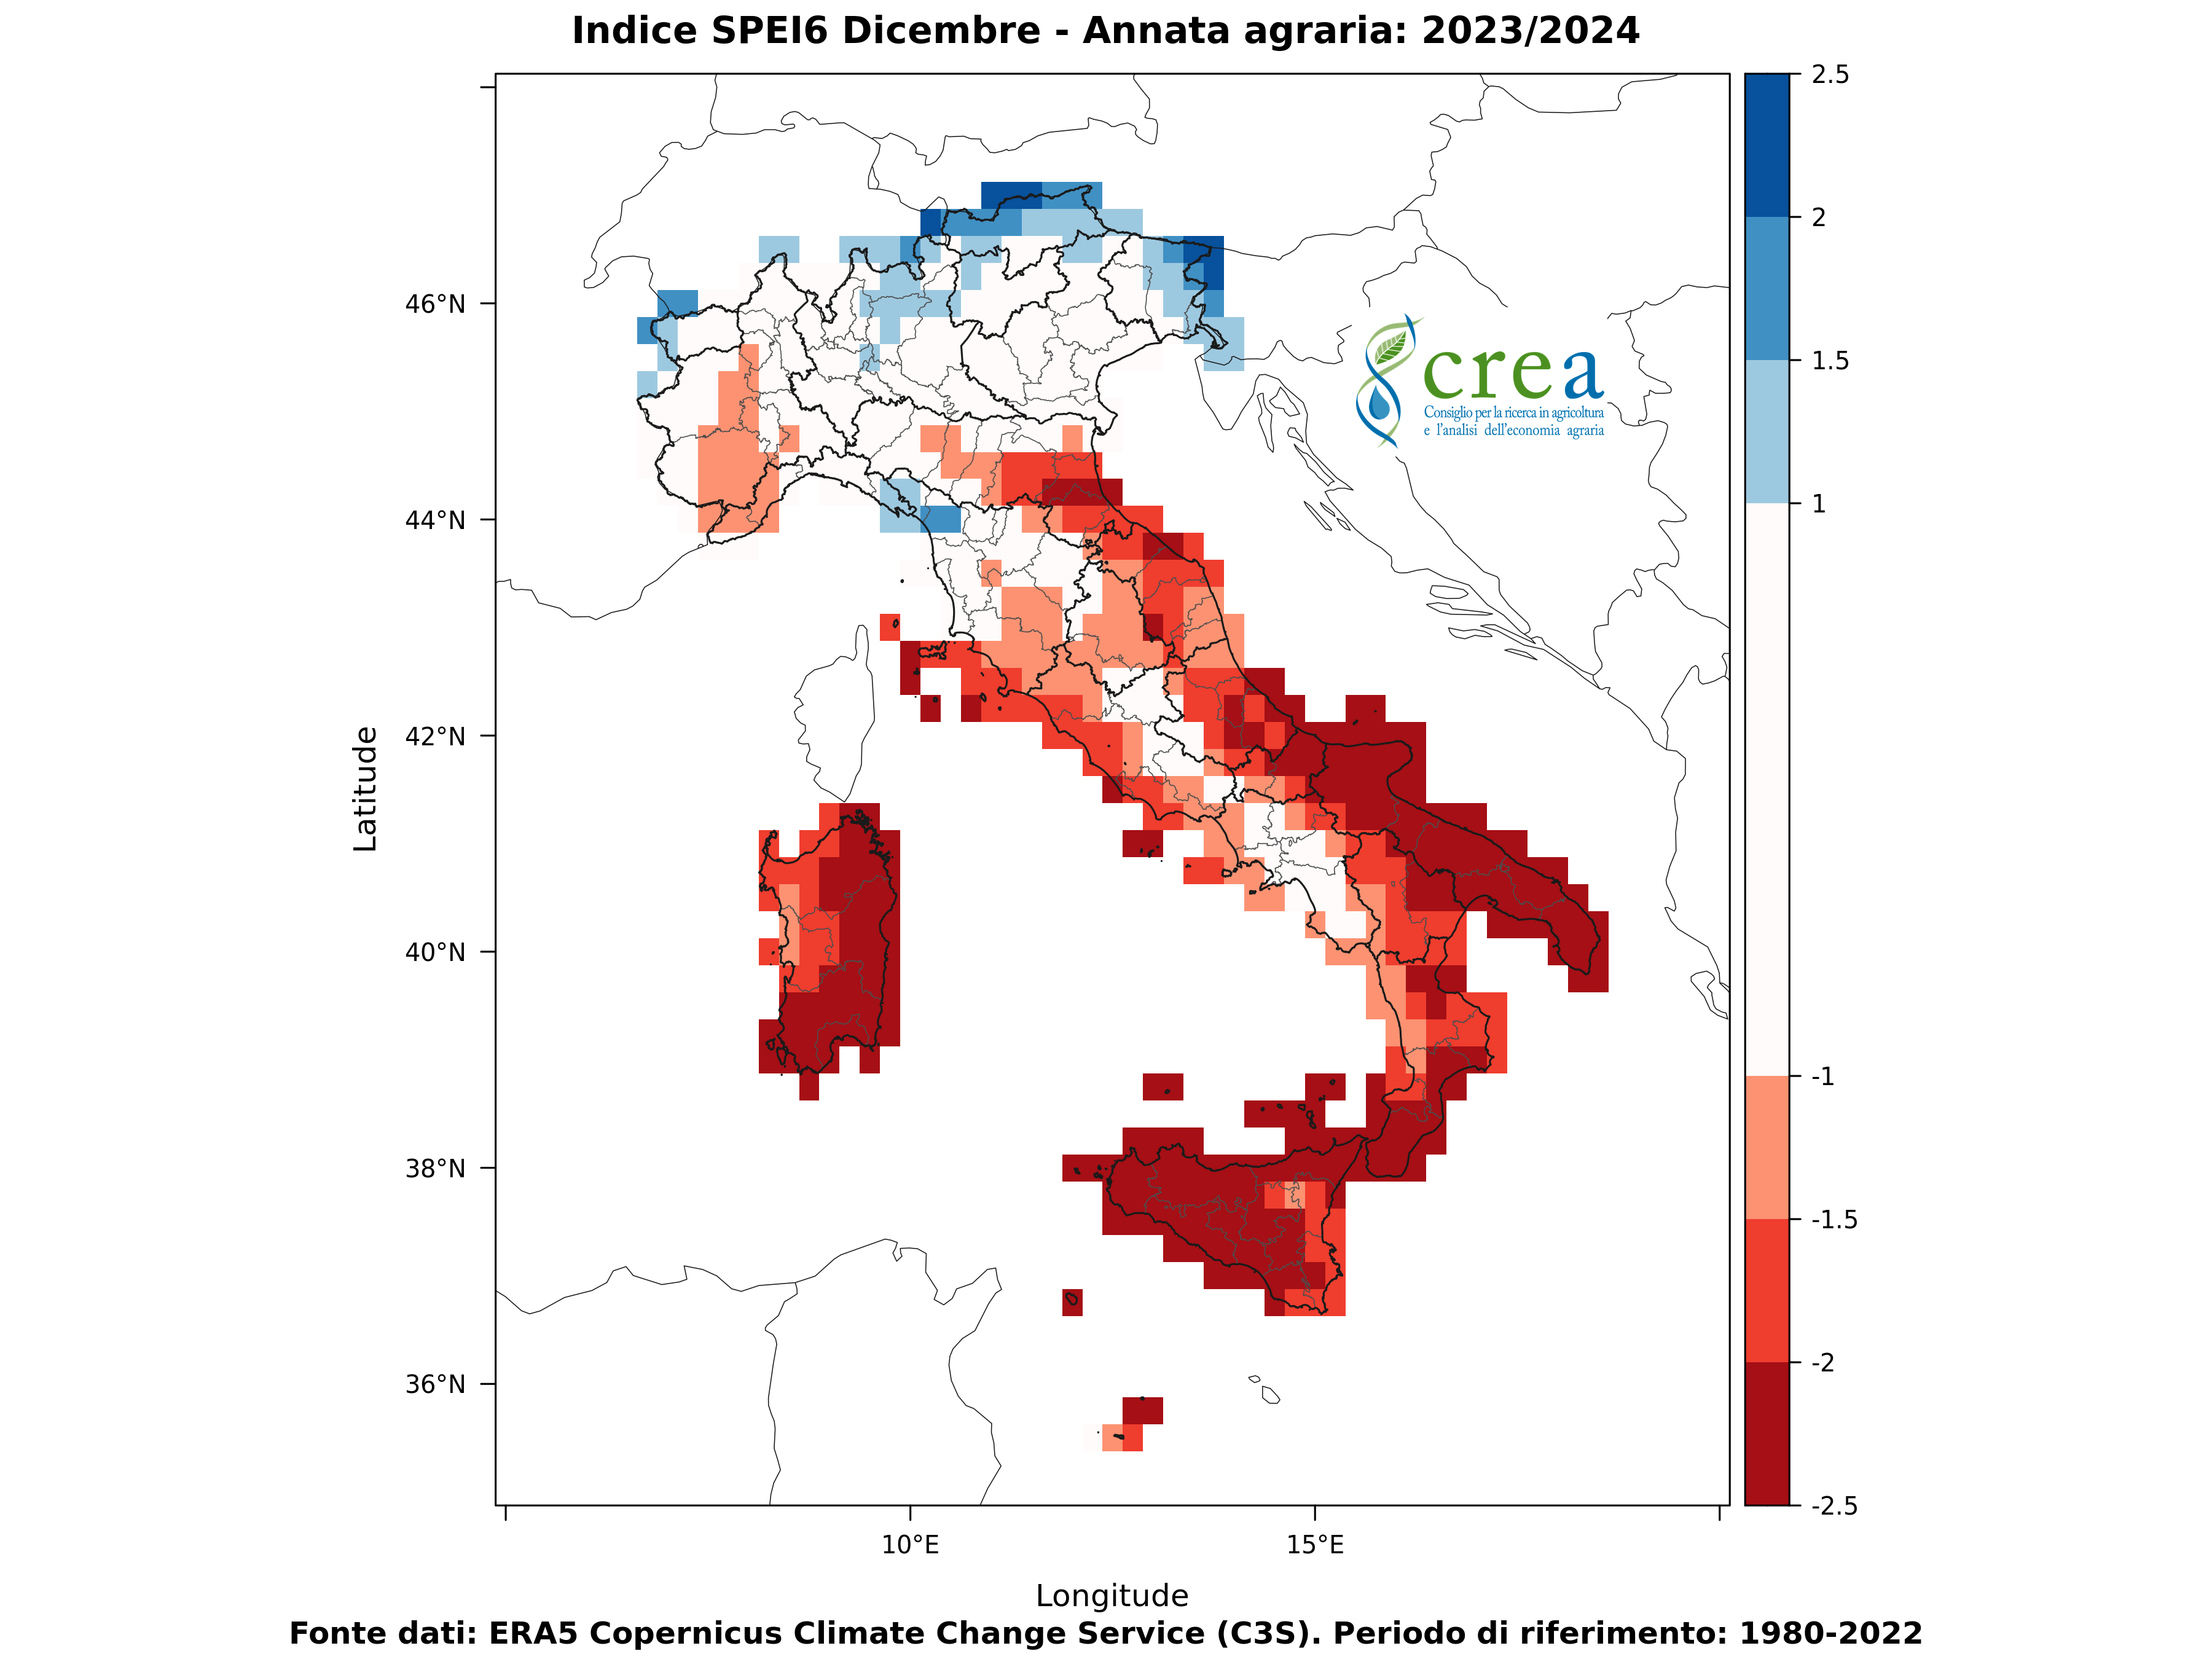 Indice SPEI6 Dicembre - Annata agraria: 2023/2024
2.5
2
46°N
crea
1.5
Consiglio per la ricerca in agricoltura
e l'analisi dell'economia agraria
1
44°N
42°N
Latitude
40°N
-1
38°N
-1.5
-2
36°N
-2.5
10°E
15°E
Longitude
Fonte dati: ERA5 Copernicus Climate Change Service (C3S). Periodo di riferimento: 1980-2022